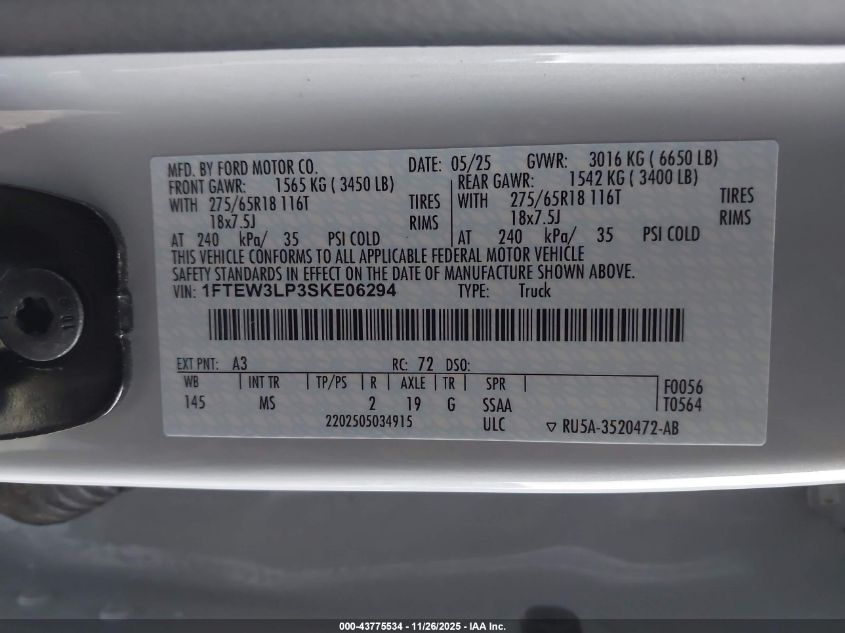 MFD. BY FORD MOTOR CO. DATE: 05/25 GVWR: 3016 KG ( 6650 LB)
FRONT GAWR: 1565 KG ( 3450 LB) REAR GAWR: 1542 KG ( 3400 LB)
WITH 275/65R18 116T TIRES WITH 275/65R18 116T TIRES
18x7.5J RIMS 18x7.5J RIMS
AT 240 kPa/ 35 PSI COLD AT 240 kPa/ 35 PSI COLD
THIS VEHICLE CONFORMS TO ALL APPLICABLE FEDERAL MOTOR VEHICLE
SAFETY STANDARDS IN EFFECT ON THE DATE OF MANUFACTURE SHOWN ABOVE.
VIN: 1FTEW3LP3SKE06294 TYPE: Truck
EXT PNT: A3 RC: 72 DSO:
WB INT TR TP/PS R AXLE TR SPR F0056
145 MS 2 19 G SSAA T0564
2202505034915 ULC ▽ RU5A-3520472-AB
000-43775534 - 11/26/2025 - IAA Inc.